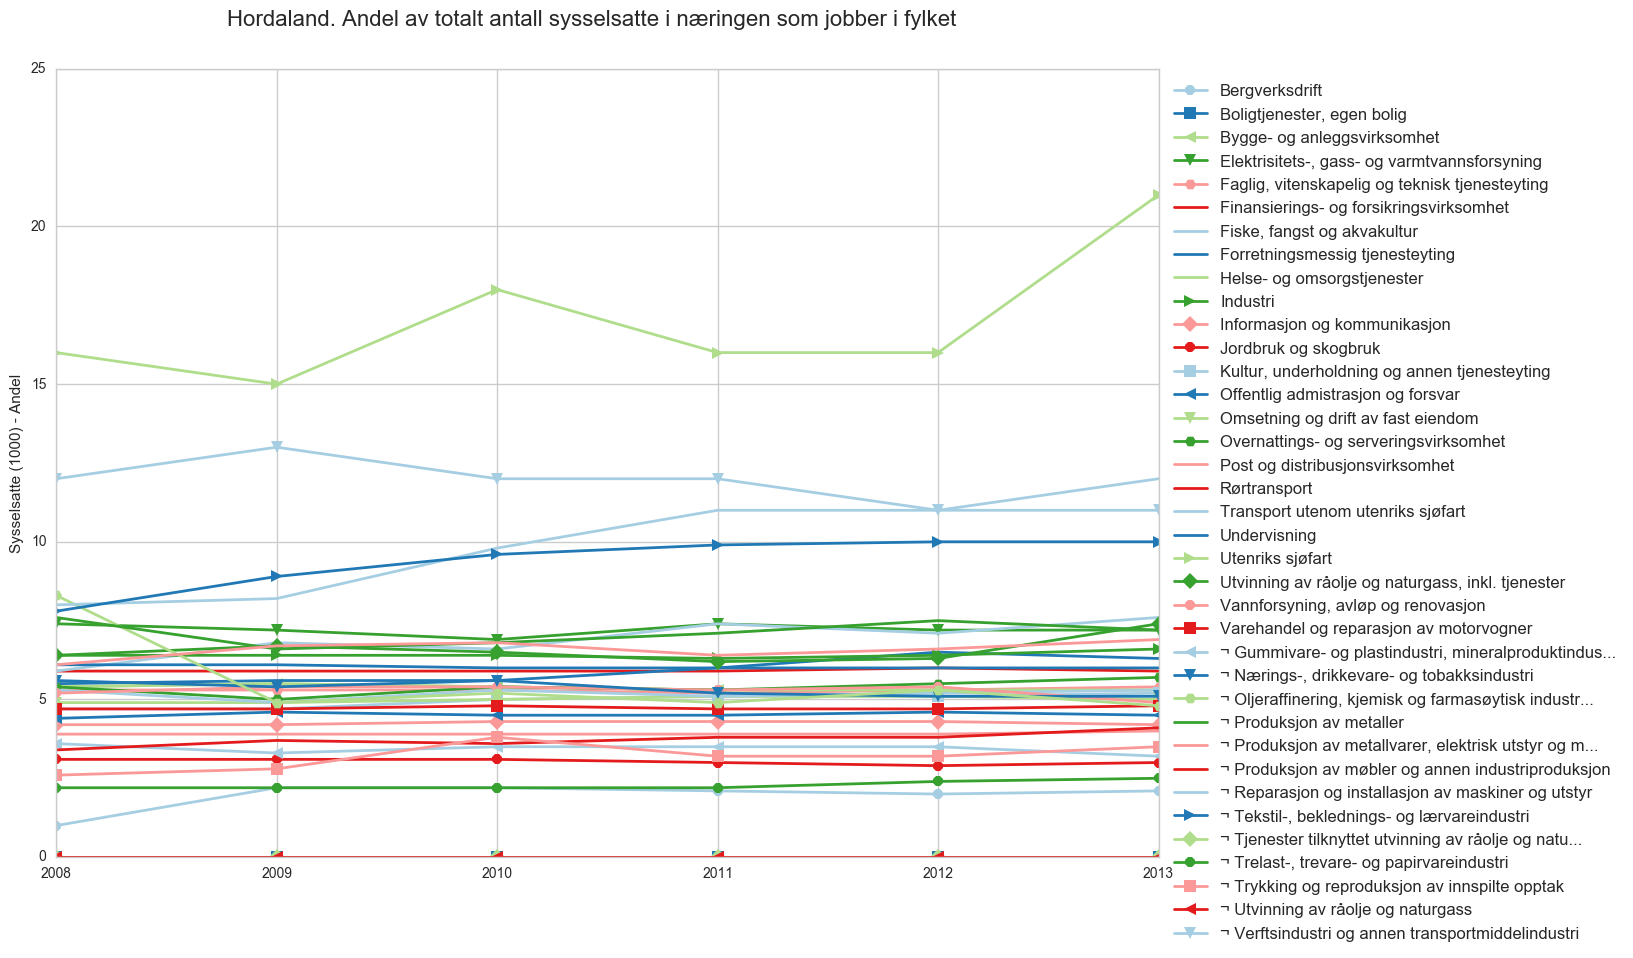 Hordaland. Andel av totalt antall sysselsatte i næringen som jobber i fylket
Sysselsatte (1000) - Andel
25
20
15
10
5
0
2008
2009
2010
2011
2012
2013
Bergverksdrift
Boligtjenester, egen bolig
Bygge- og anleggsvirksomhet
Elektrisitets-, gass- og varmtvannsforsyning
Faglig, vitenskapelig og teknisk tjenesteyting
Finansierings- og forsikringsvirksomhet
Fiske, fangst og akvakultur
Forretningsmessig tjenesteyting
Helse- og omsorgstjenester
Industri
Informasjon og kommunikasjon
Jordbruk og skogbruk
Kultur, underholdning og annen tjenesteyting
Offentlig admistrasjon og forsvar
Omsetning og drift av fast eiendom
Overnattings- og serveringsvirksomhet
Post og distribusjonsvirksomhet
Rørtransport
Transport utenom utenriks sjøfart
Undervisning
Utenriks sjøfart
Utvinning av råolje og naturgass, inkl. tjenester
Vannforsyning, avløp og renovasjon
Varehandel og reparasjon av motorvogner
¬ Gummivare- og plastindustri, mineralproduktindus...
¬ Nærings-, drikkevare- og tobakksindustri
¬ Oljeraffinering, kjemisk og farmasøytisk industr...
¬ Produksjon av metaller
¬ Produksjon av metallvarer, elektrisk utstyr og m...
¬ Produksjon av møbler og annen industriproduksjon
¬ Reparasjon og installasjon av maskiner og utstyr
¬ Tekstil-, beklednings- og lærvareindustri
¬ Tjenester tilknyttet utvinning av råolje og natu...
¬ Trelast-, trevare- og papirvareindustri
¬ Trykking og reproduksjon av innspilte opptak
¬ Utvinning av råolje og naturgass
¬ Verftsindustri og annen transportmiddelindustri